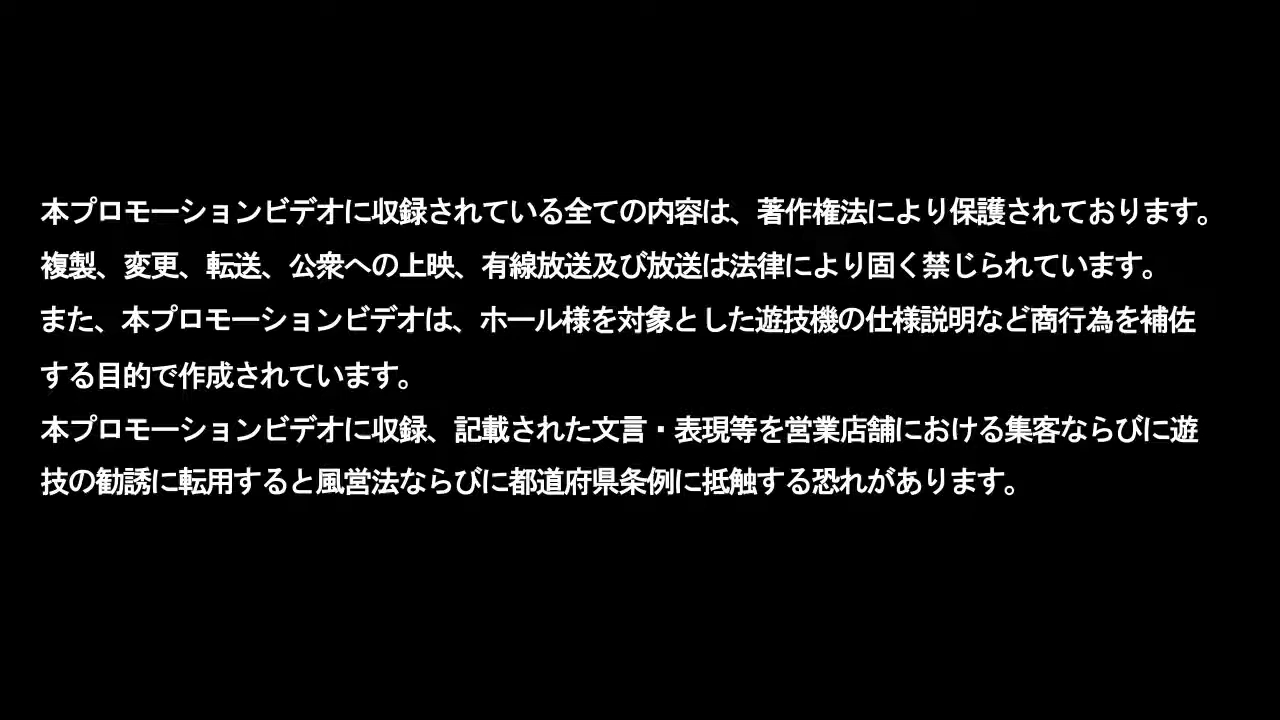 本プロモーションビデオに収録されている全ての内容は、著作権法により保護されております。
複製、変更、転送、公衆への上映、有線放送及び放送は法律により固く禁じられています。
また、本プロモーションビデオは、ホール様を対象とした遊技機の仕様説明など商行為を補佐
する目的で作成されています。
本プロモーションビデオに収録、記載された文言・表現等を営業店舗における集客ならびに遊
技の勧誘に転用すると風営法ならびに都道府県条例に抵触する恐れがあります。